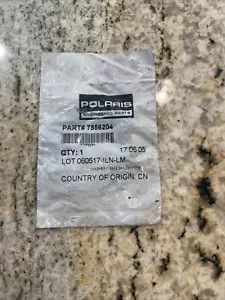 POLARIS
ENGINEERED PARTS
PART# 7556204
QTY: 1 17 06 05
LOT 060517-ILN-LM
COUNTRY OF ORIGIN. CN